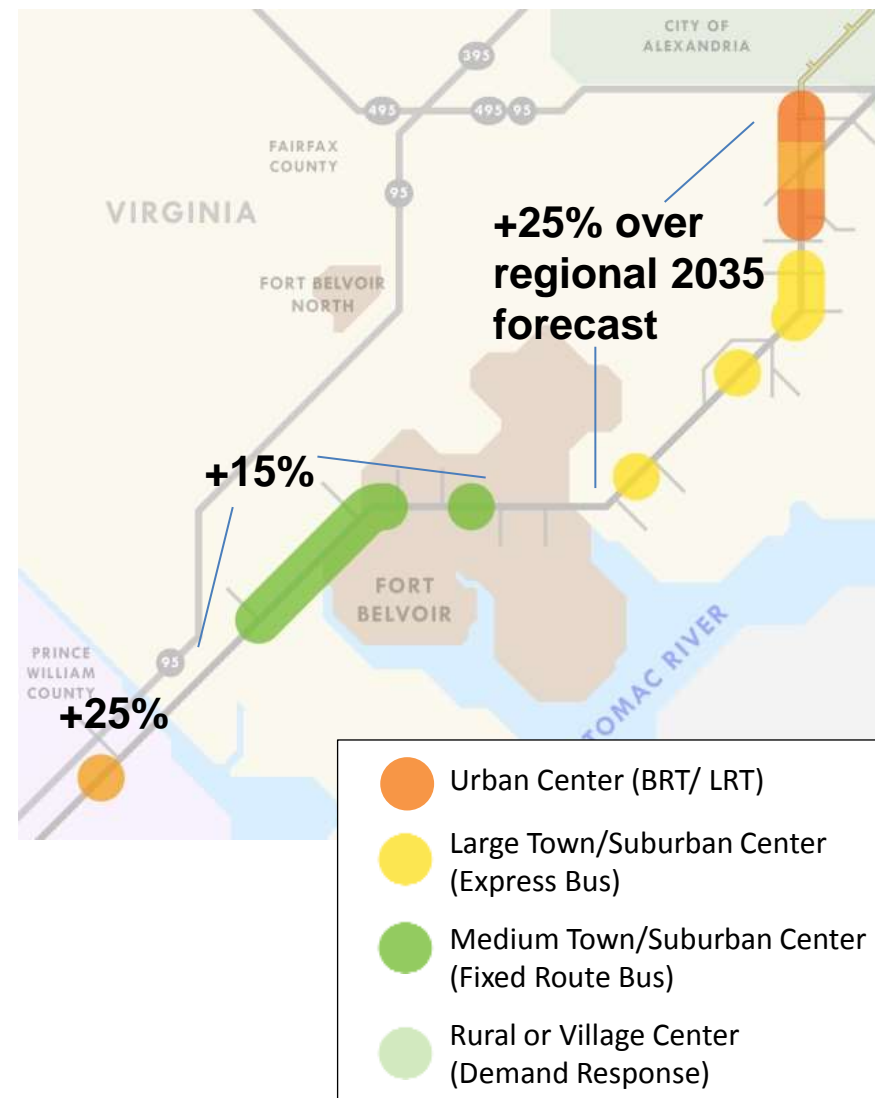 CITY OF
ALEXANDRIA
395
495
495
95
FAIRFAX
COUNTY
95
VIRGINIA
+25% over
regional 2035
forecast
FORT BELVOIR
NORTH
+15%
FORT
BELVOIR
TOMAC RIVER
PRINCE
WILLIAM
COUNTY
95
+25%
Urban Center (BRT/ LRT)
Large Town/Suburban Center
(Express Bus)
Medium Town/Suburban Center
(Fixed Route Bus)
Rural or Village Center
(Demand Response)